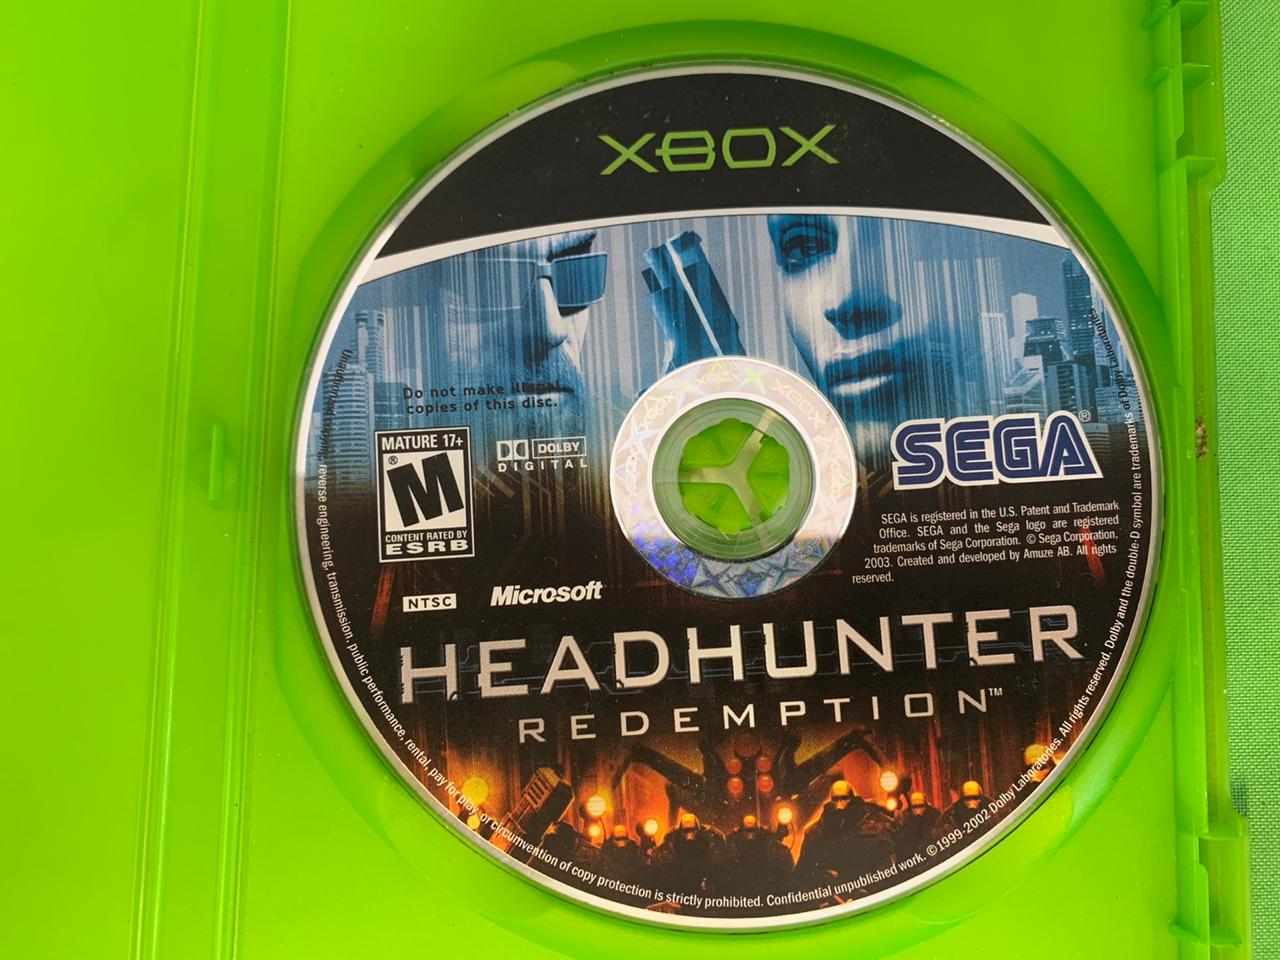 XBOX
Do not make illegal
copies of this disc.
MATURE 17+
M®
CONTENT RATED BY
ESRB
DOLBY
DIGITAL
SEGA®
SEGA is registered in the U.S. Patent and Trademark
Office. SEGA and the Sega logo are registered
trademarks of Sega Corporation. © Sega Corporation,
2003. Created and developed by Amuze AB. All rights
reserved.
NTSC
Microsoft
HEADHUNTER
REDEMPTION™
Unauthorized copying, reverse engineering, transmission, public performance, rental, pay for play, or circumvention of copy protection is strictly prohibited. Confidential unpublished work. ©1999-2002 Dolby Laboratories. All rights reserved. Dolby and the double-D symbol are trademarks of Dolby Laboratories.